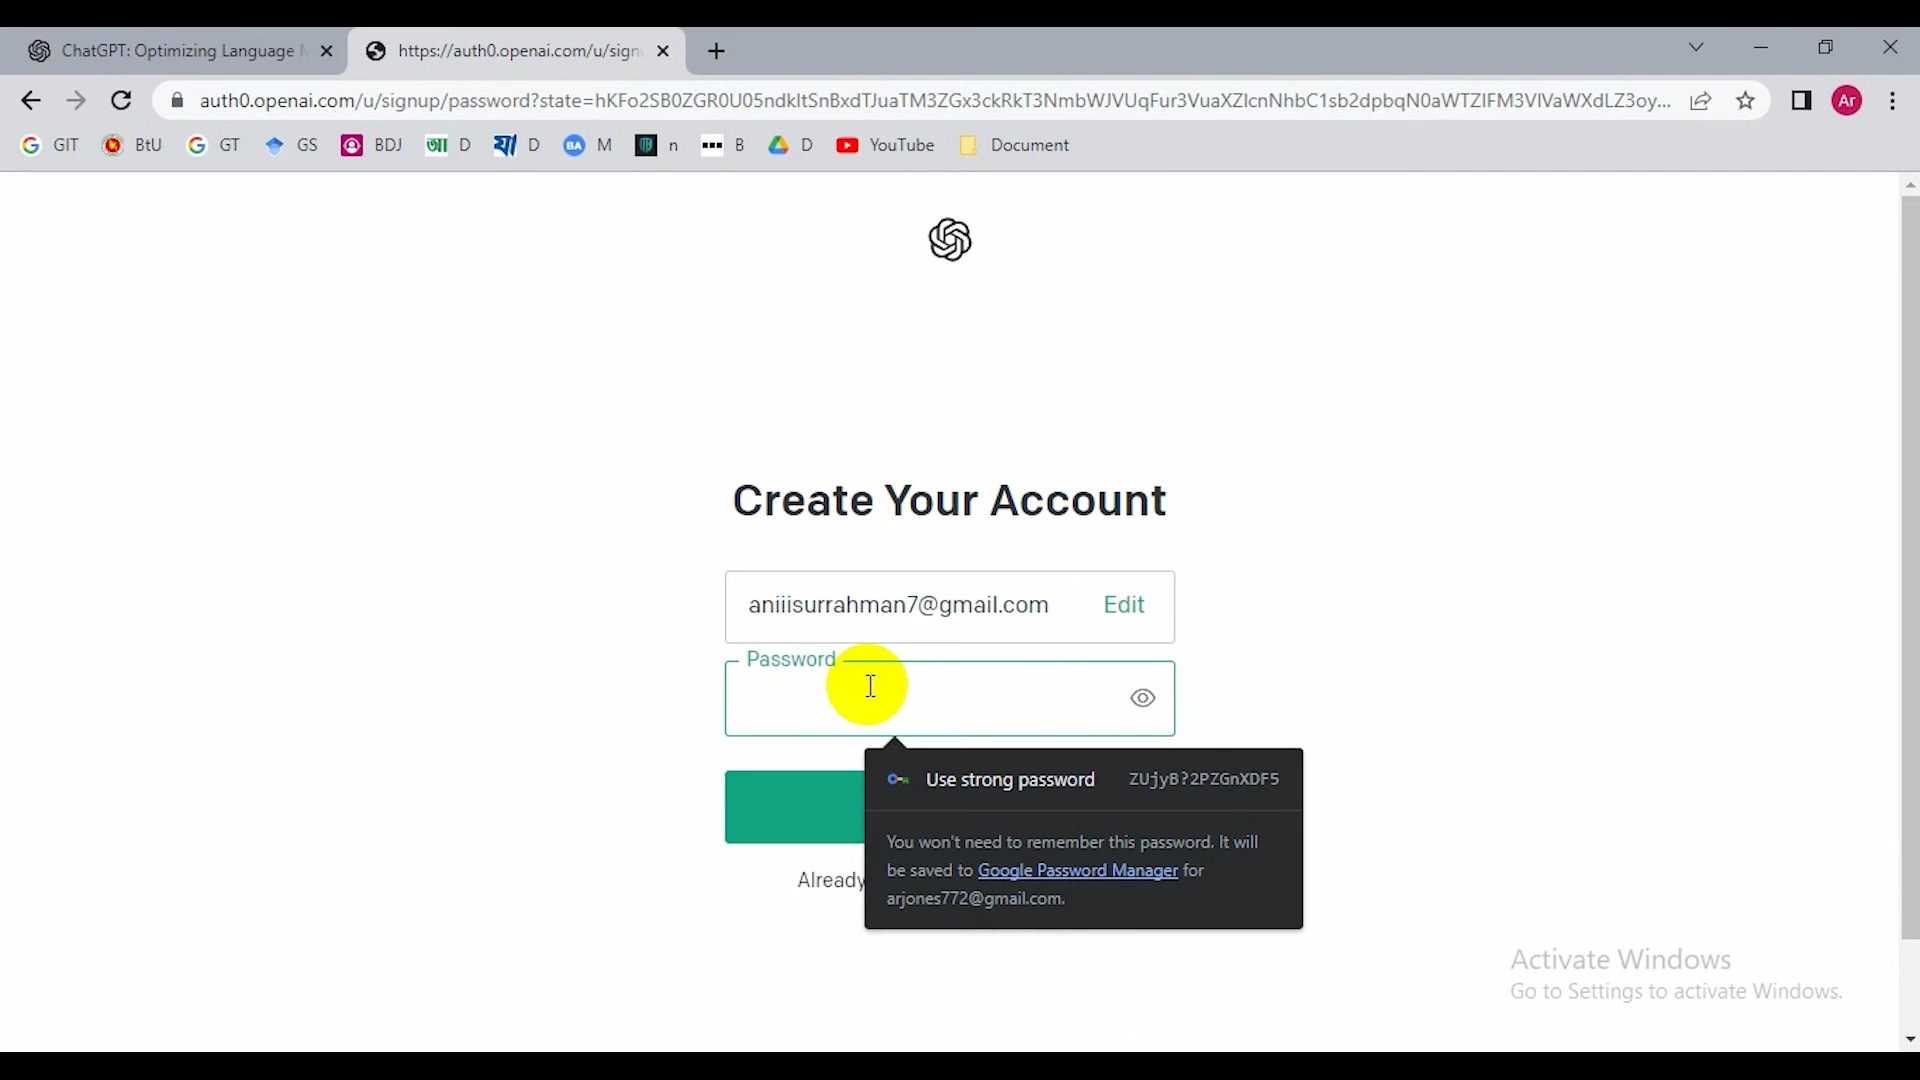 ChatGPT: Optimizing Language
https://auth0.openai.com/u/sign
auth0.openai.com/u/signup/password?state=hKFo2SB0ZGR0U05ndkltSnBxdTJuaTM3ZGx3ckRkT3NmbWJVUqFur3VuaXZlcnNhbC1sb2dpbqN0aWTZIFM3VlVaWXdLZ3oy...
Ar
GIT BtU GT GS BDJ আ D যা D BA M n B D YouTube Document
Create Your Account
aniiisurrahman7@gmail.com Edit
Password
Use strong password ZUjyB?2PZGnXDF5
You won't need to remember this password. It will
be saved to Google Password Manager for
arjones772@gmail.com.
Already
Activate Windows
Go to Settings to activate Windows.